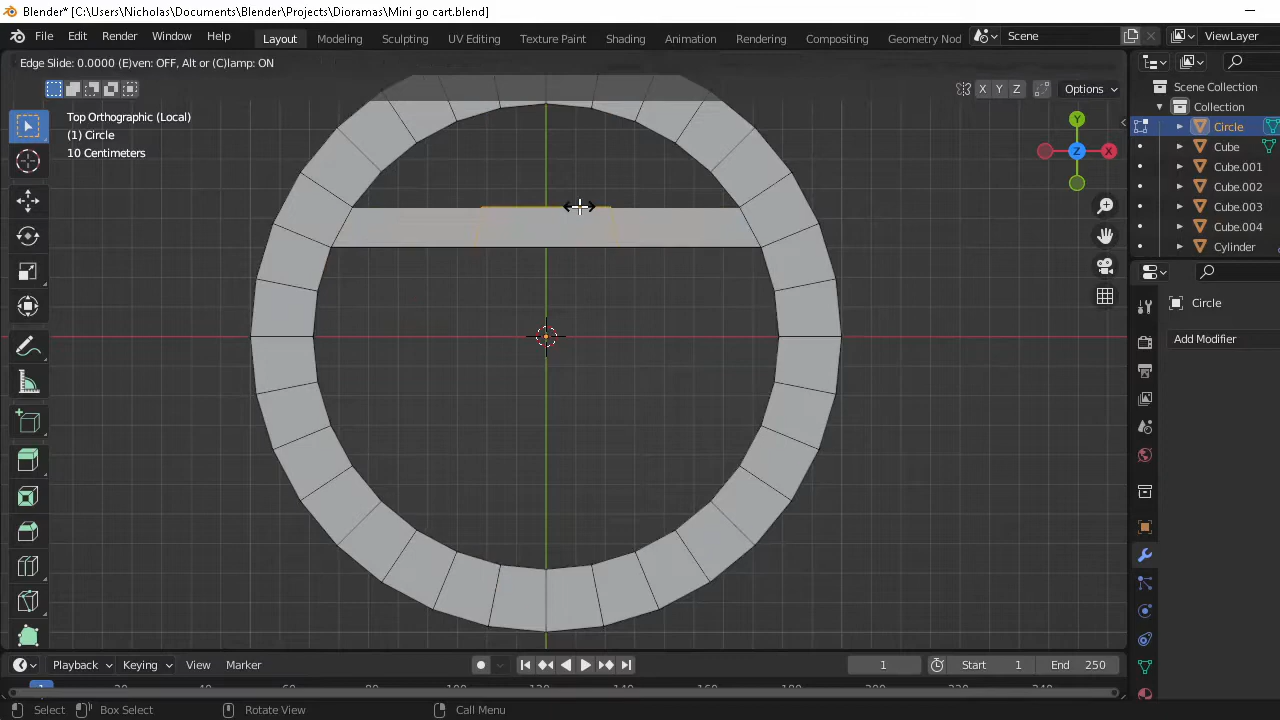 Blender* [C:\Users\Nicholas\Documents\Blender\Projects\Dioramas\Mini go cart.blend]
File Edit Render Window Help Layout Modeling Sculpting UV Editing Texture Paint Shading Animation Rendering Compositing Geometry Nod Scene ViewLayer
Edge Slide: 0.0000 (E)ven: OFF, Alt or (C)lamp: ON
X Y Z Options
Top Orthographic (Local)
(1) Circle
10 Centimeters
Y
Z
X
Scene Collection
Collection
Circle
Cube
Cube.001
Cube.002
Cube.003
Cube.004
Cylinder
Circle
Add Modifier
Playback Keying View Marker 1 Start 1 End 250
Select Box Select Rotate View Call Menu